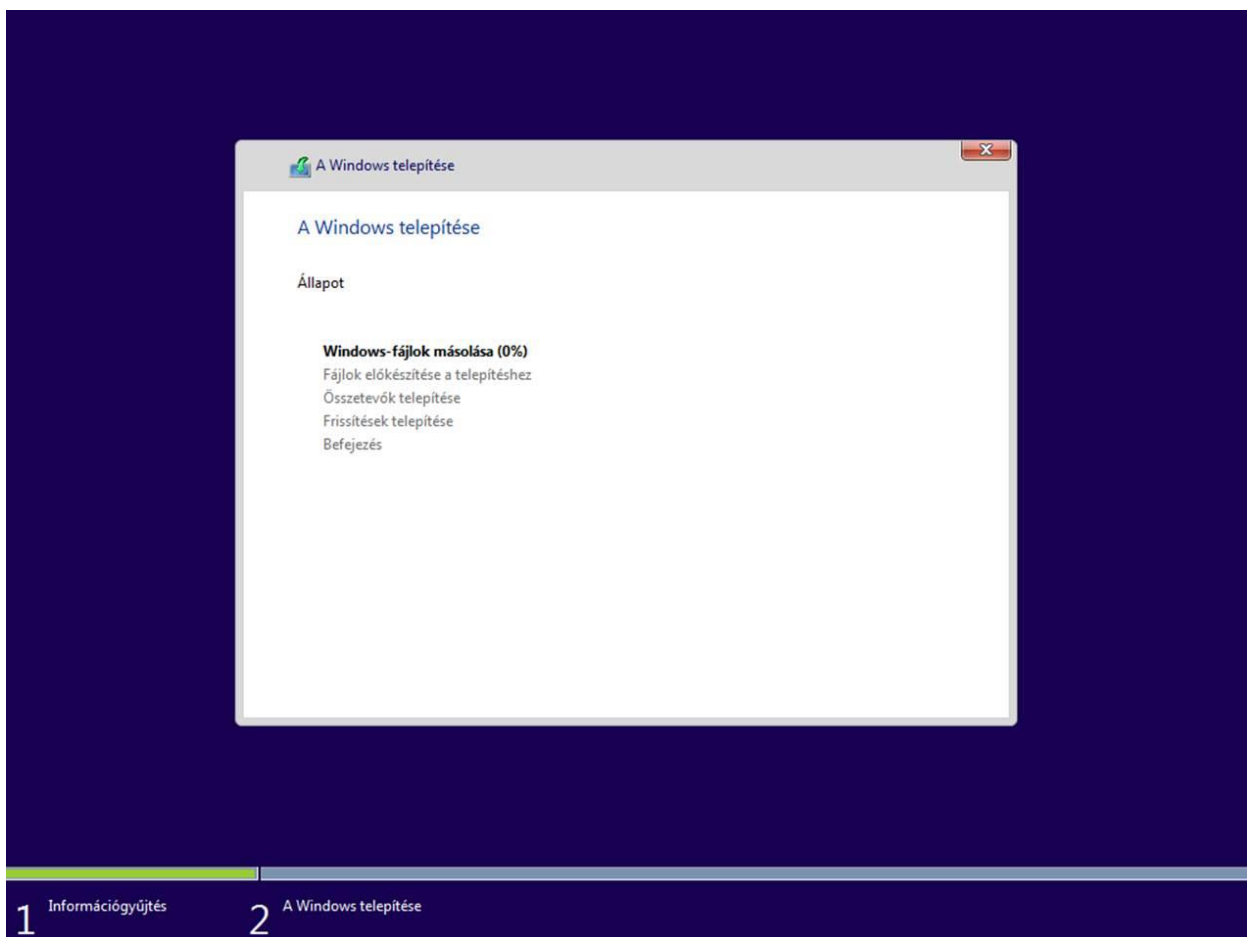 A Windows telepítése
A Windows telepítése
Állapot
Windows-fájlok másolása (0%)
Fájlok előkészítése a telepítéshez
Összetevők telepítése
Frissítések telepítése
Befejezés
1 Információgyűjtés
2 A Windows telepítése